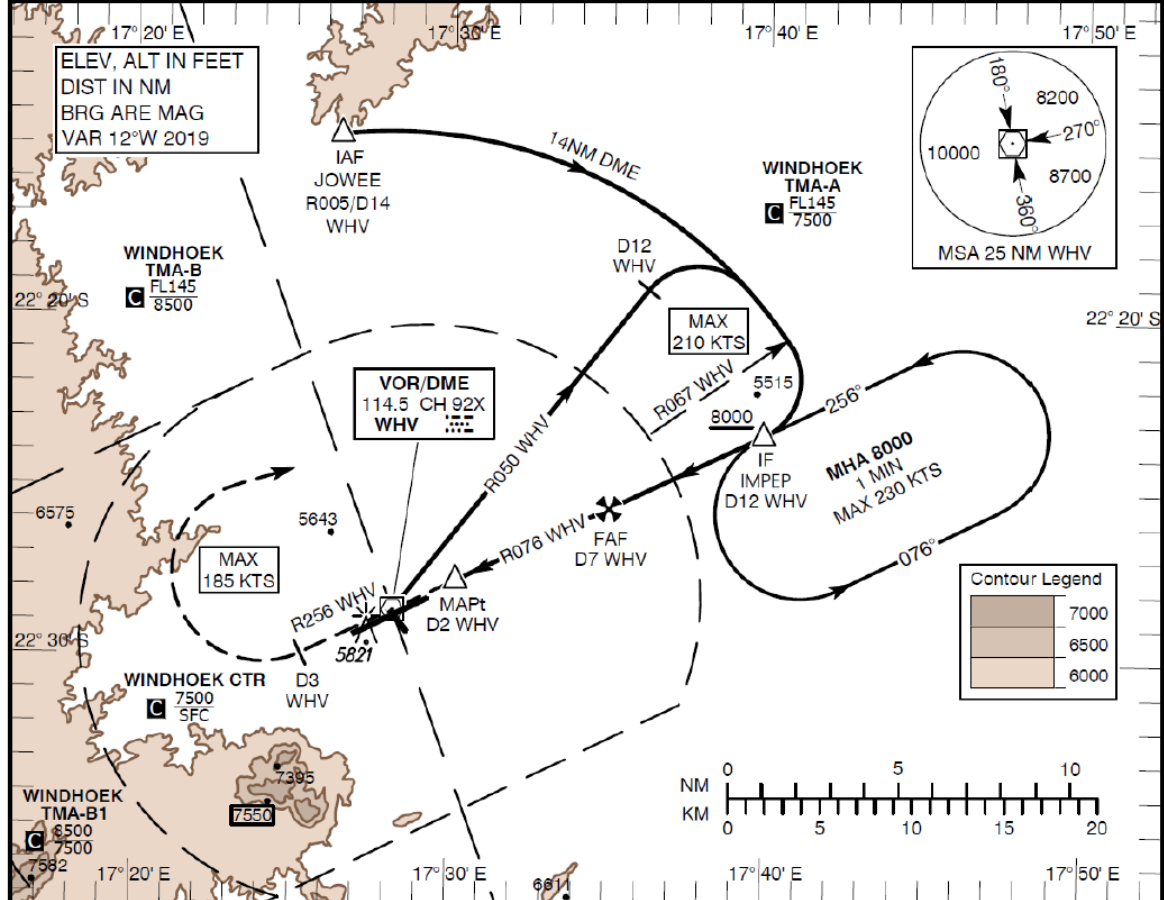 17° 20' E
17° 30' E
17° 40' E
17° 50' E
ELEV, ALT IN FEET
DIST IN NM
BRG ARE MAG
VAR 12°W 2019
IAF
JOWEE
R005/D14
WHV
14NM DME
WINDHOEK
TMA-A
C FL145
7500
180°
8200
270°
10000
8700
360°
MSA 25 NM WHV
WINDHOEK
TMA-B
C FL145
8500
D12
WHV
22° 20' S
22° 20' S
MAX
210 KTS
VOR/DME
114.5 CH 92X
WHV
R067 WHV
5515
8000
256°
R050 WHV
IF
IMPEP
D12 WHV
MHA 8000
1 MIN
MAX 230 KTS
6575
5643
R076 WHV
FAF
D7 WHV
076°
MAX
185 KTS
R256 WHV
MAPt
D2 WHV
Contour Legend
7000
6500
6000
22° 30' S
5821
D3
WHV
WINDHOEK CTR
C 7500
SFC
7395
7550
NM
0 5 10
KM
0 5 10 15 20
WINDHOEK
TMA-B1
C 8500
7500
7582
17° 20' E
17° 30' E
17° 40' E
17° 50' E
6611